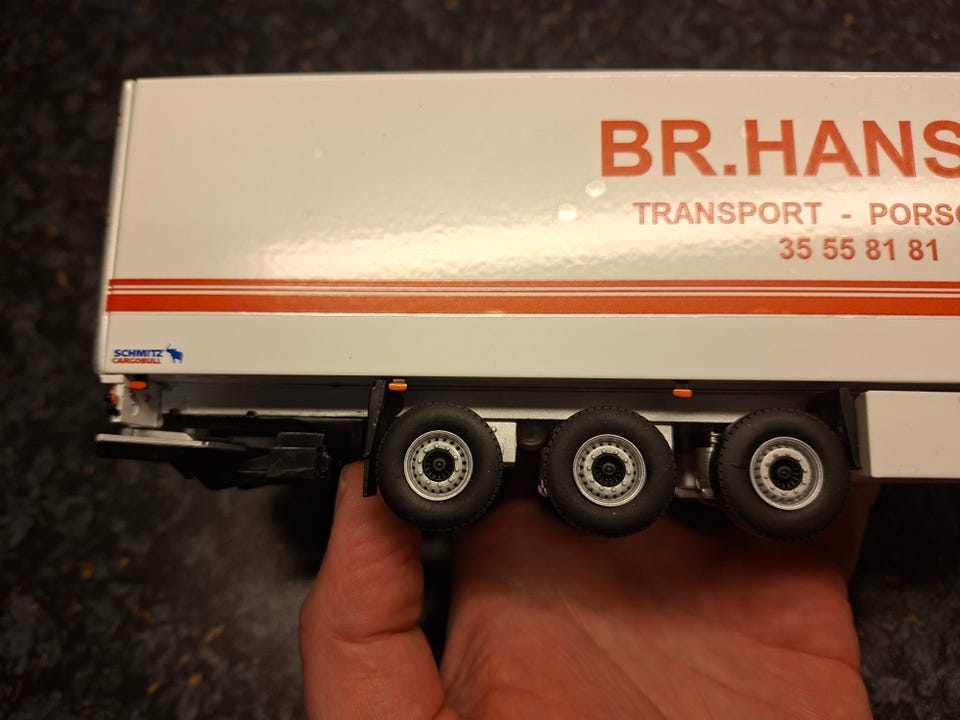 BR.HANS
TRANSPORT - PORS
35 55 81 81
SCHMITZ
CARGOBULL